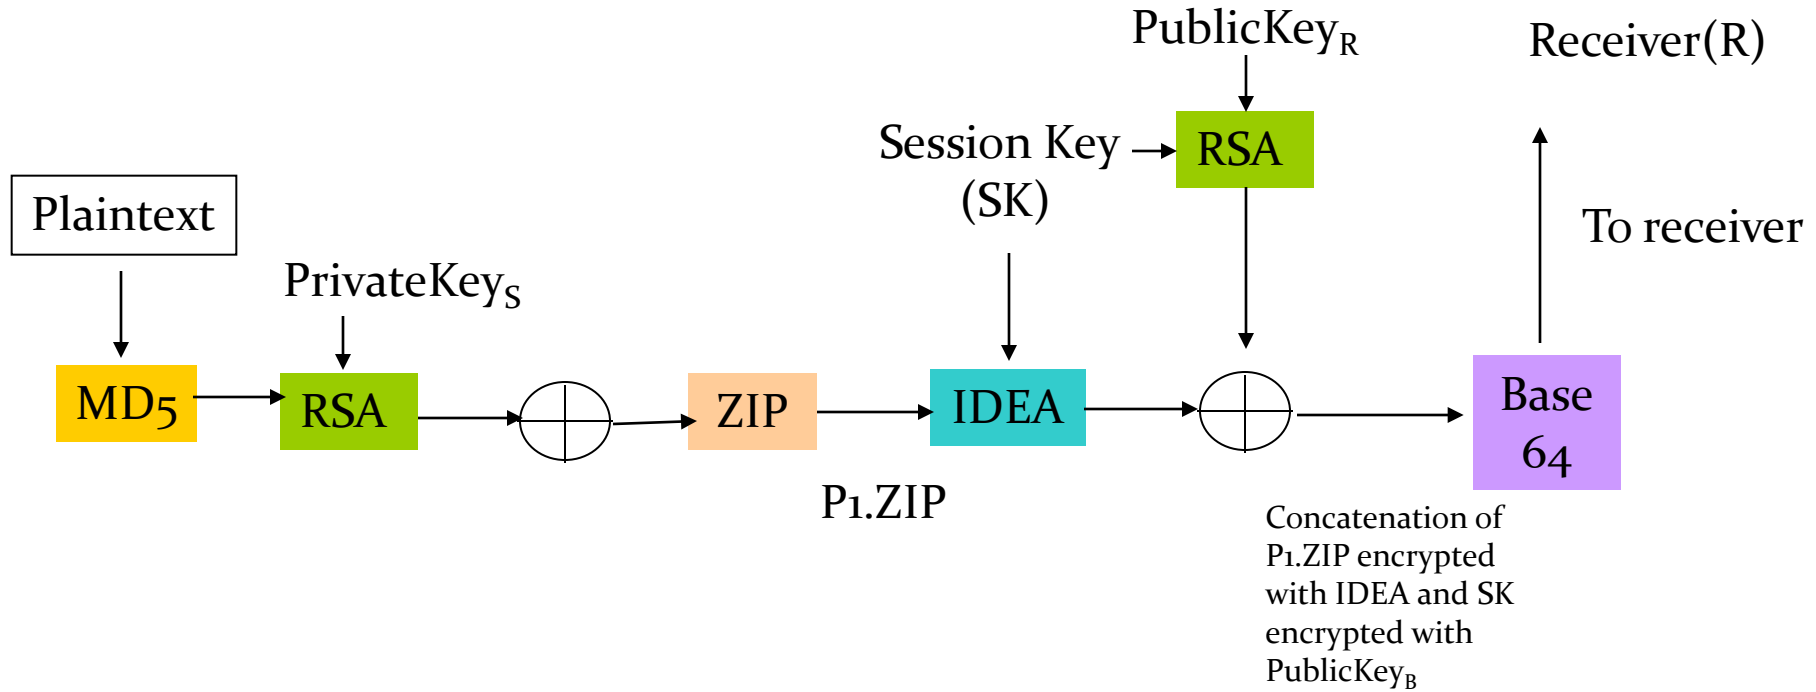 PublicKeyR
Receiver(R)
Session Key
(SK)
RSA
Plaintext
To receiver
PrivateKeyS
MD5
RSA
ZIP
IDEA
Base
64
P1.ZIP
Concatenation of
P1.ZIP encrypted
with IDEA and SK
encrypted with
PublicKeyB